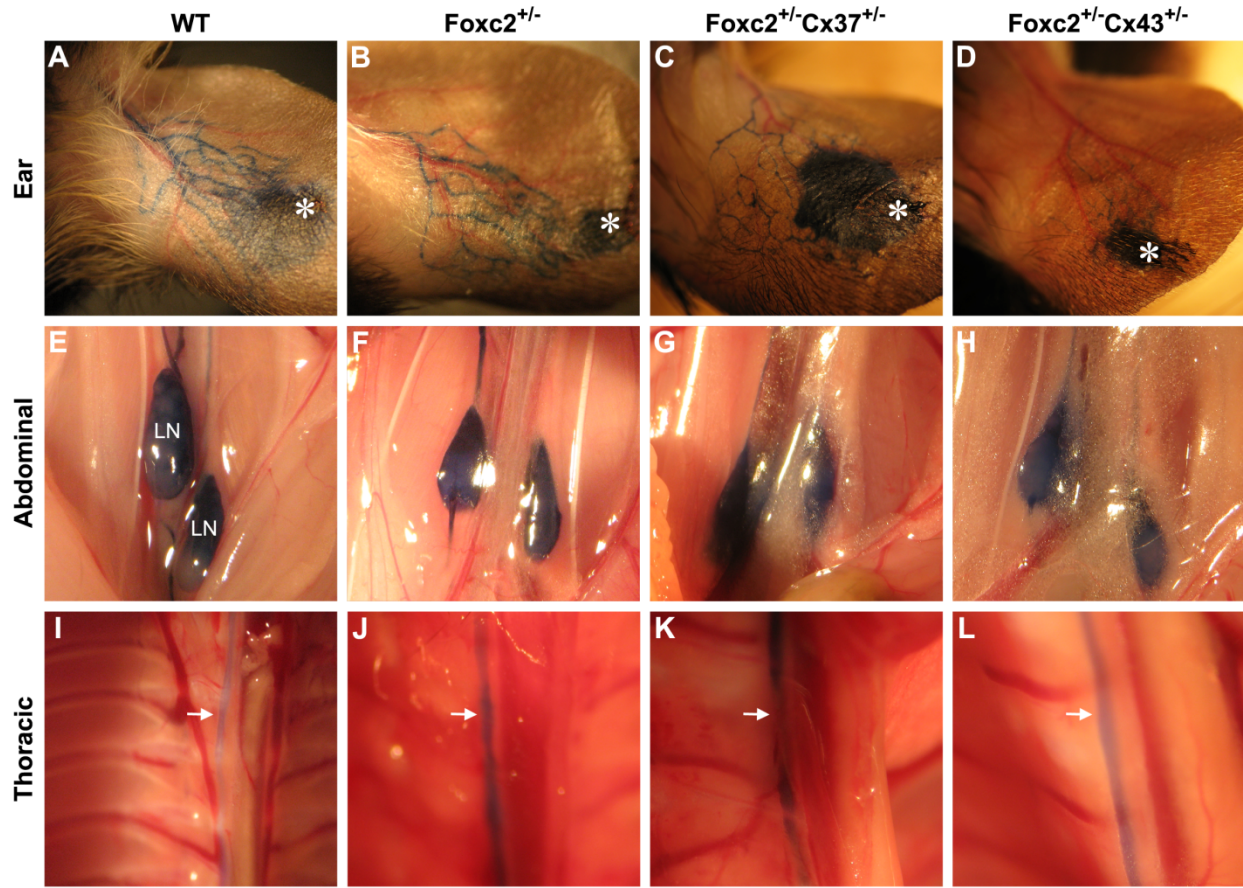 WT Foxc2+/- Foxc2+/-Cx37+/- Foxc2+/-Cx43+/-
Ear
A B C D
* * * *
Abdominal
E F G H
LN
LN
Thoracic
I J K L